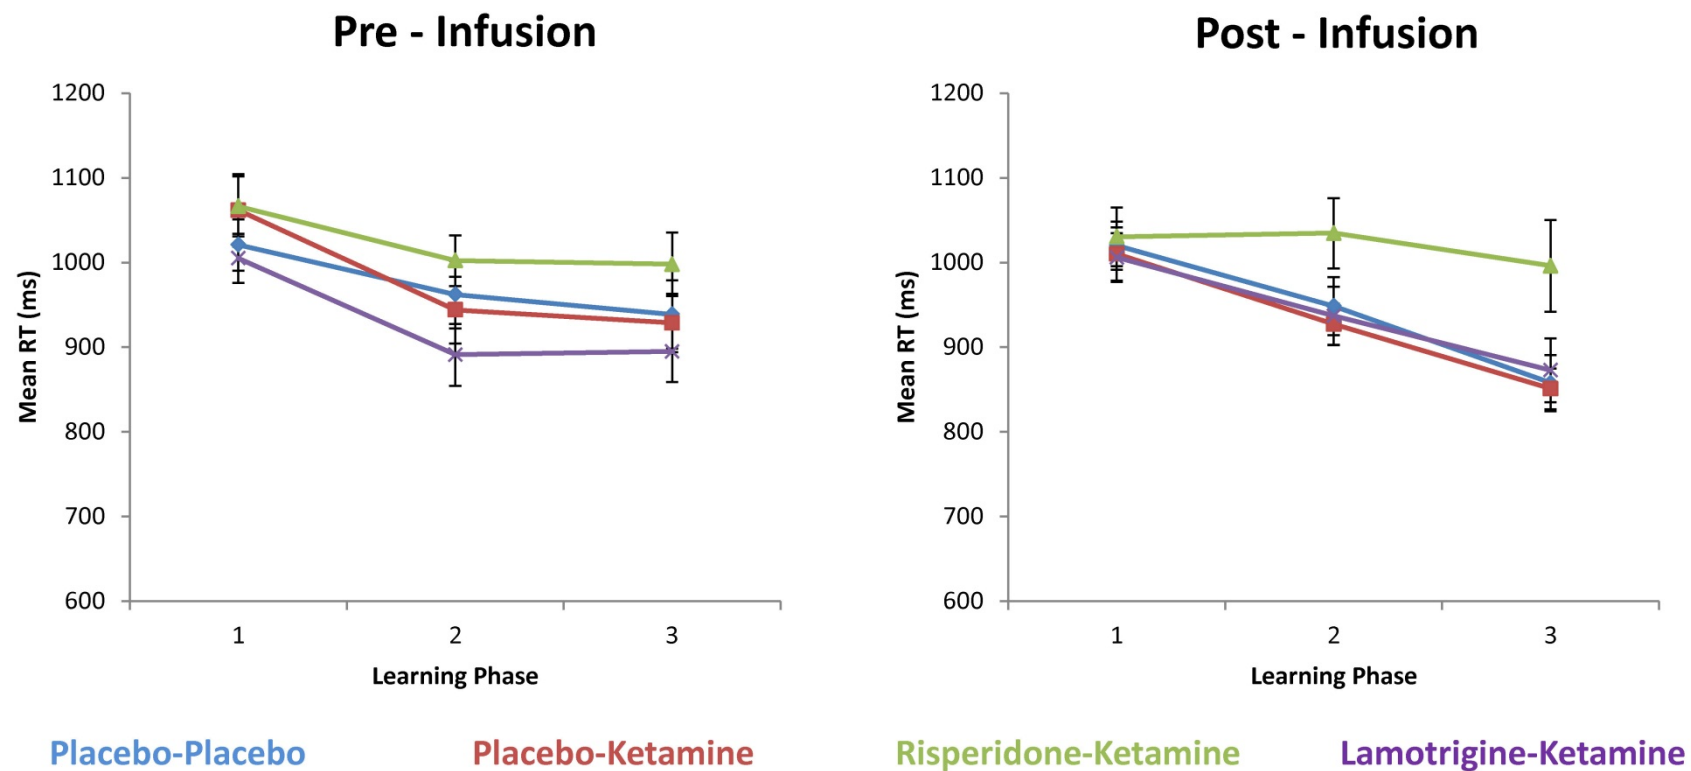 Pre - Infusion
1200
1100
1000
900
800
700
600
Mean RT (ms)
1
2
3
Learning Phase
Post - Infusion
1200
1100
1000
900
800
700
600
Mean RT (ms)
1
2
3
Learning Phase
Placebo-Placebo
Placebo-Ketamine
Risperidone-Ketamine
Lamotrigine-Ketamine